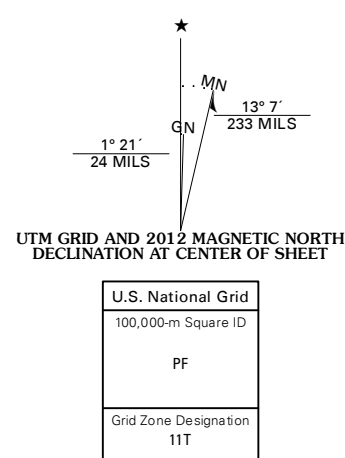 ★
MN
GN
13° 7´
233 MILS
1° 21´
24 MILS
UTM GRID AND 2012 MAGNETIC NORTH
DECLINATION AT CENTER OF SHEET
U.S. National Grid
100,000-m Square ID
PF
Grid Zone Designation
11T